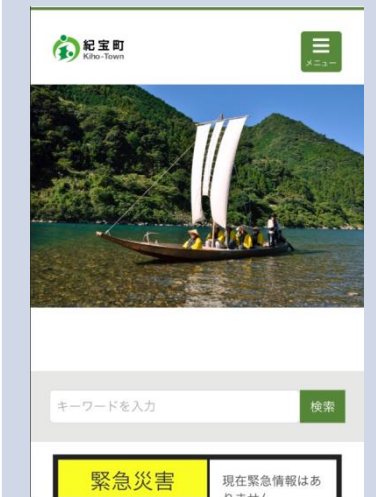 紀宝町
Kiho-Town
メニュー
キーワードを入力
検索
緊急災害
現在緊急情報はあ
りません